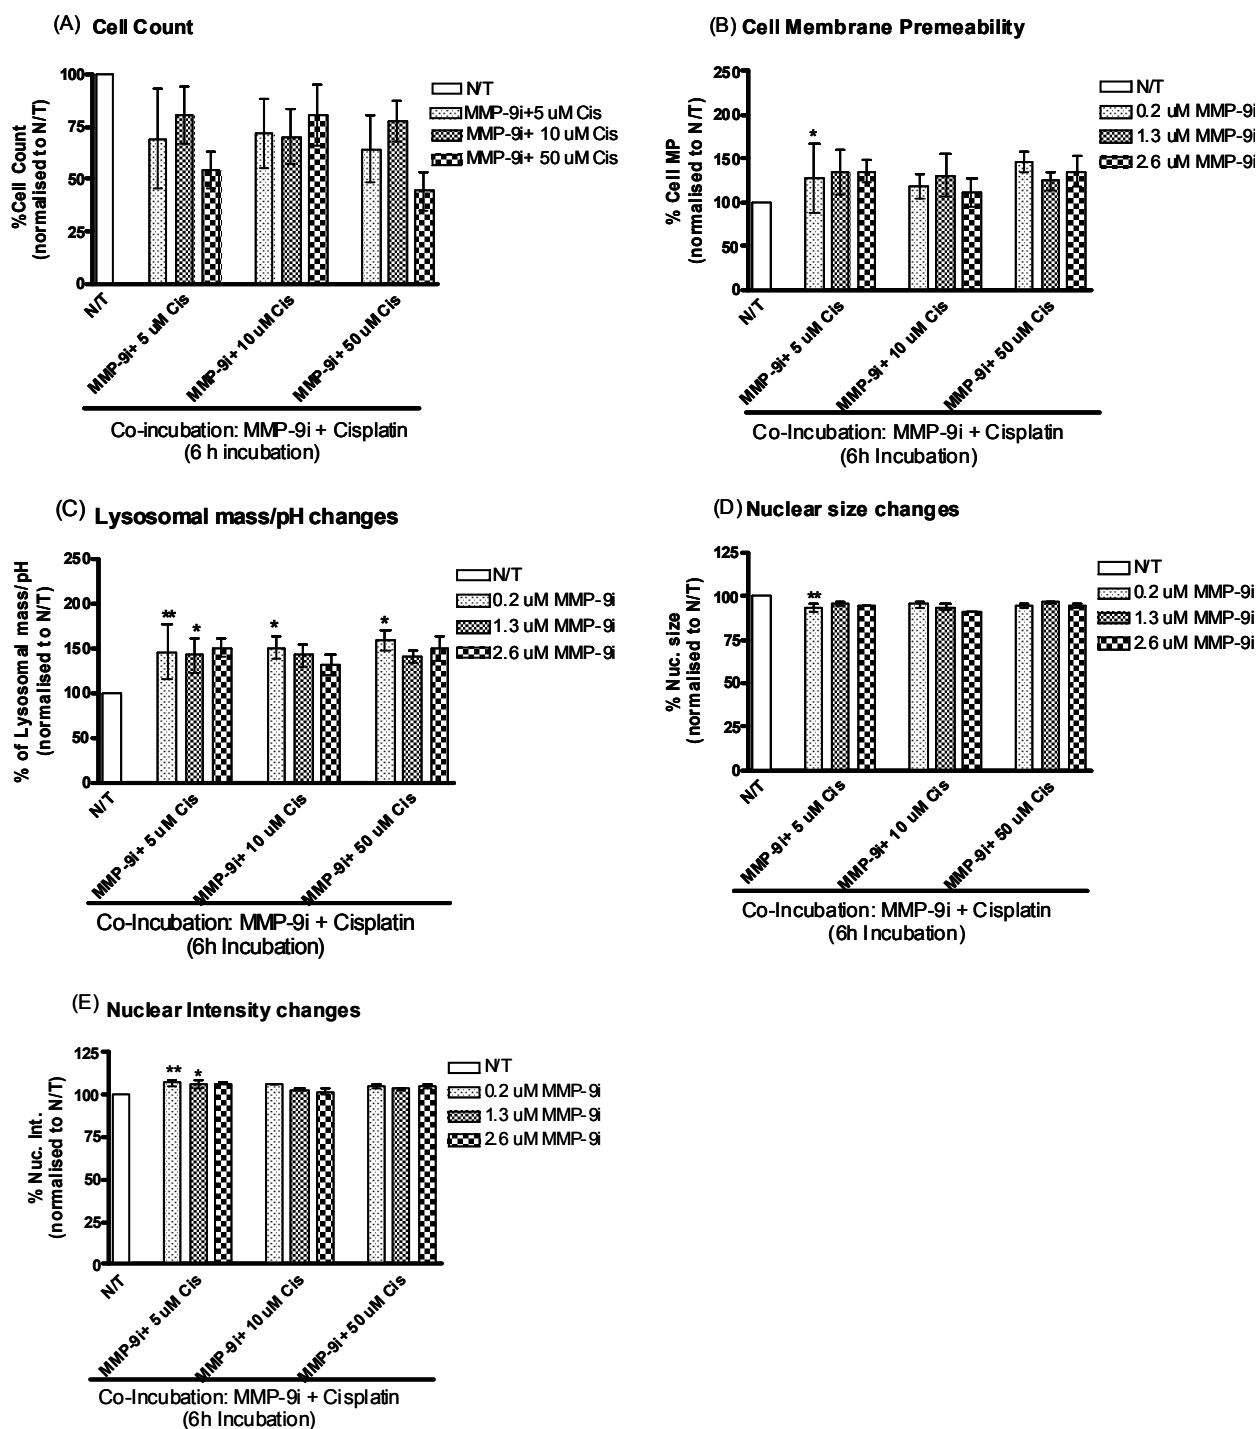 (A) Cell Count
%Cell Count
(normalised to N/T)
100
75
50
25
0
N/T
MMP-9i+5 uM Cis
MMP-9i+ 10 uM Cis
MMP-9i+ 50 uM Cis
N/T
MMP-9i+ 5 uM Cis
MMP-9i+ 10 uM Cis
MMP-9i+ 50 uM Cis
Co-incubation: MMP-9i + Cisplatin
(6 h incubation)
(B) Cell Membrane Premeability
% Cell MP
(normalised to N/T)
250
200
150
100
50
0
*
N/T
0.2 uM MMP-9i
1.3 uM MMP-9i
2.6 uM MMP-9i
N/T
MMP-9i+ 5 uM Cis
MMP-9i+ 10 uM Cis
MMP-9i+ 50 uM Cis
Co-Incubation: MMP-9i + Cisplatin
(6h Incubation)
(C) Lysosomal mass/pH changes
% of Lysosomal mass/pH
(normalised to N/T)
250
200
150
100
50
0
** * * *
N/T
0.2 uM MMP-9i
1.3 uM MMP-9i
2.6 uM MMP-9i
N/T
MMP-9i+ 5 uM Cis
MMP-9i+ 10 uM Cis
MMP-9i+ 50 uM Cis
Co-Incubation: MMP-9i + Cisplatin
(6h Incubation)
(D) Nuclear size changes
% Nuc. size
(normalised to N/T)
125
100
75
50
25
0
**
N/T
0.2 uM MMP-9i
1.3 uM MMP-9i
2.6 uM MMP-9i
N/T
MMP-9i+ 5 uM Cis
MMP-9i+ 10 uM Cis
MMP-9i+ 50 uM Cis
Co-Incubation: MMP-9i + Cisplatin
(6h Incubation)
(E) Nuclear Intensity changes
% Nuc. Int.
(normalised to N/T)
125
100
75
50
25
0
** *
N/T
0.2 uM MMP-9i
1.3 uM MMP-9i
2.6 uM MMP-9i
N/T
MMP-9i+ 5 uM Cis
MMP-9i+ 10 uM Cis
MMP-9i+ 50 uM Cis
Co-Incubation: MMP-9i + Cisplatin
(6h Incubation)